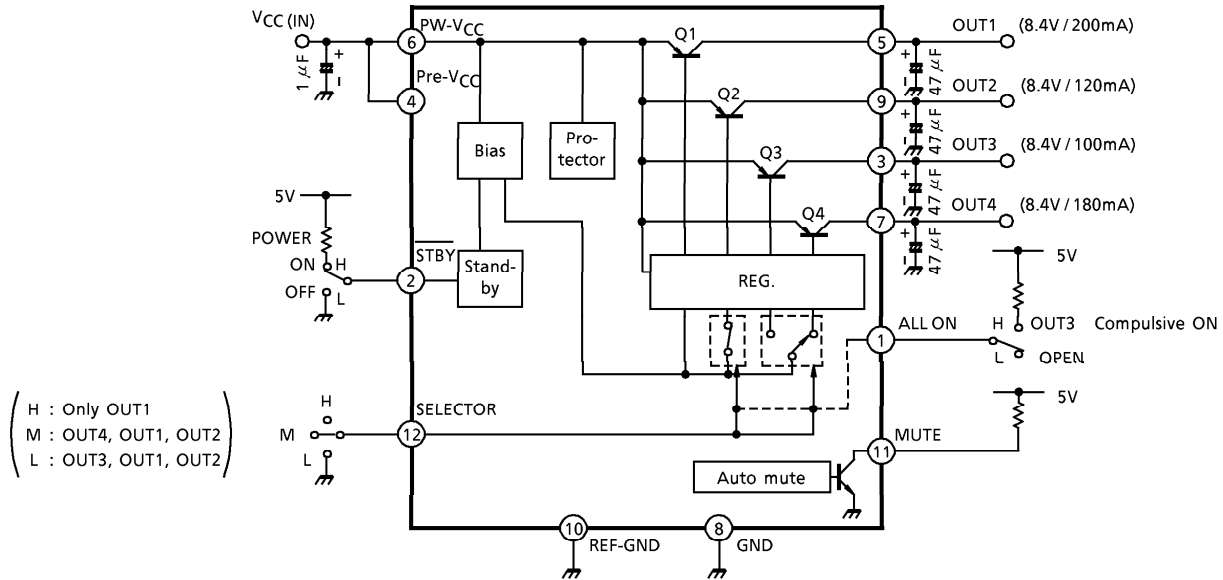 VCC (IN)
1 μF
+
6
PW-VCC
Pre-VCC
4
Bias
Pro-
tector
Q1
Q2
Q3
Q4
5
OUT1
(8.4V / 200mA)
+
47 μF
9
OUT2
(8.4V / 120mA)
+
47 μF
3
OUT3
(8.4V / 100mA)
+
47 μF
7
OUT4
(8.4V / 180mA)
+
47 μF
5V
POWER
ON
H
OFF
L
2
STBY
Stand-
by
REG.
5V
1
ALL ON
H
OUT3
Compulsive ON
L
OPEN
5V
H : Only OUT1
M : OUT4, OUT1, OUT2
L : OUT3, OUT1, OUT2
H
M
L
12
SELECTOR
MUTE
11
Auto mute
10
REF-GND
8
GND